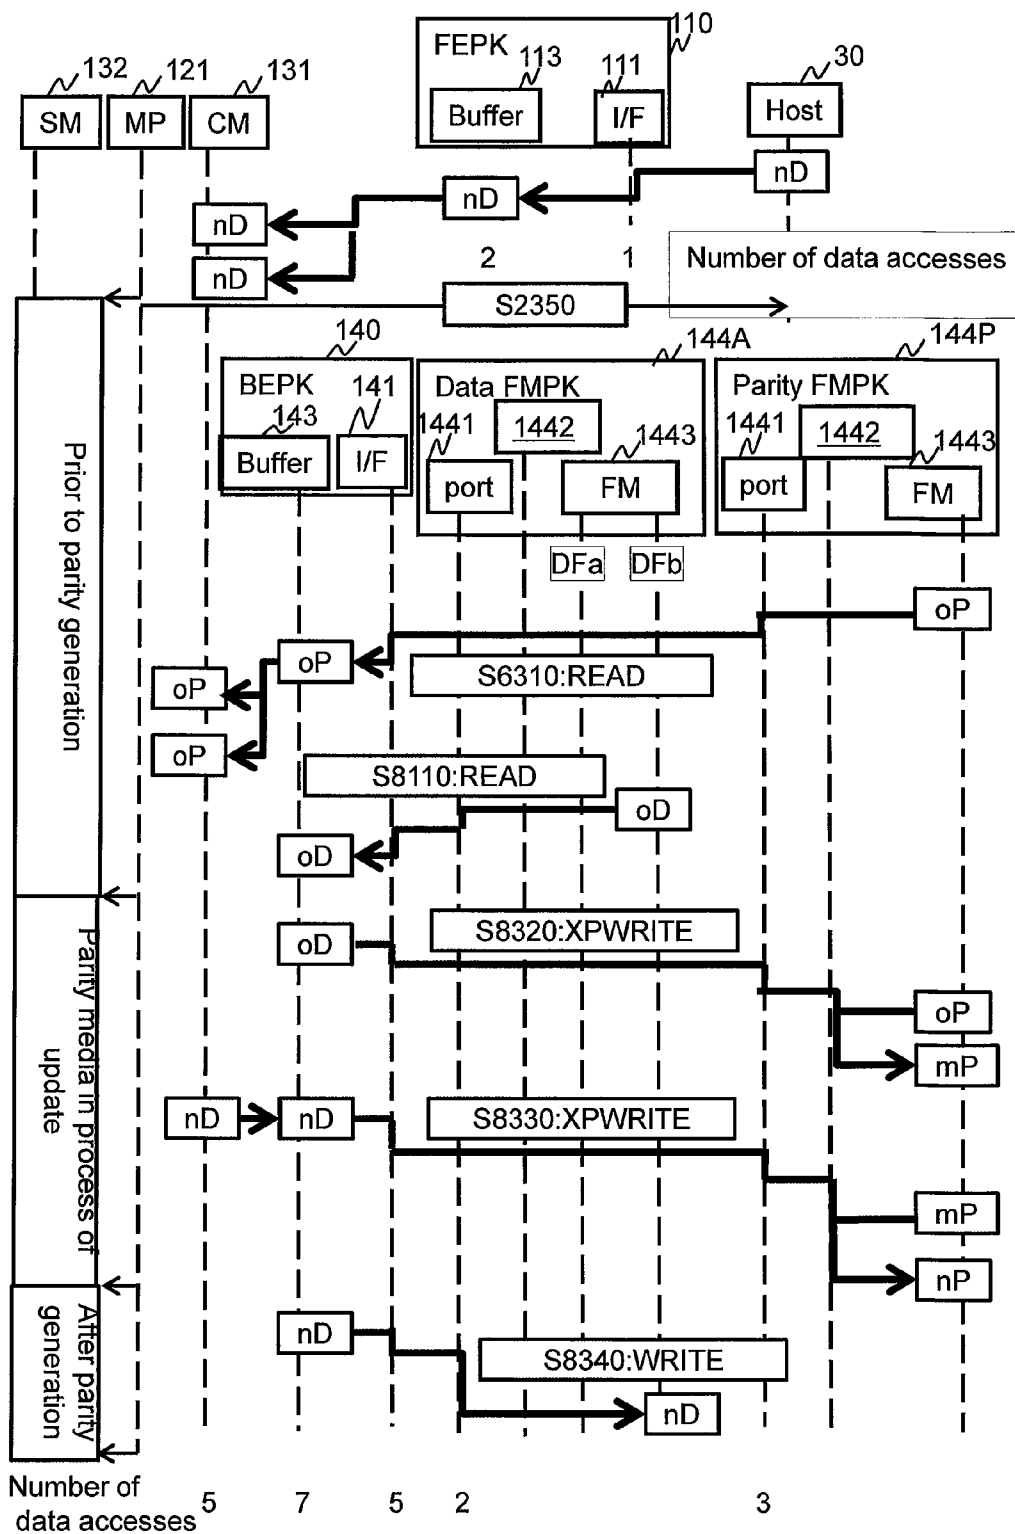 110
FEPK
132
121
131
113
111
30
SM
MP
CM
Buffer
I/F
Host
nD
nD
nD
nD
2
1
Number of data accesses
S2350
140
144A
144P
BEPK
141
Data FMPK
Parity FMPK
143
1441
1442
1443
1441
1442
1443
Buffer
I/F
port
FM
port
FM
DFa
DFb
Prior to parity generation
oP
oP
oP
S6310:READ
oP
S8110:READ
oD
oD
oD
S8320:XPWRITE
oP
mP
Parity media in process of
update
nD
nD
S8330:XPWRITE
mP
nP
After parity
generation
nD
S8340:WRITE
nD
Number of
data accesses
5
7
5
2
3